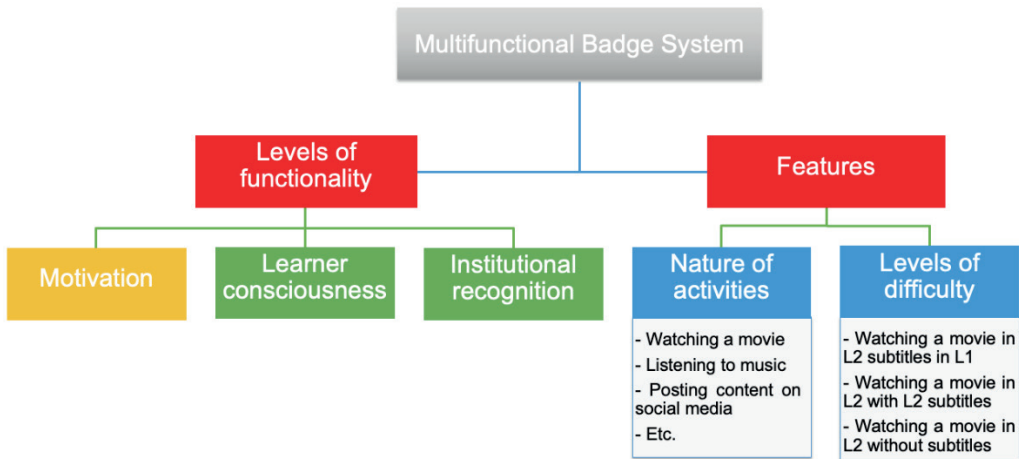 Multifunctional Badge System
Levels of
functionality
Features
Motivation
Learner
consciousness
Institutional
recognition
Nature of
activities
- Watching a movie
- Listening to music
- Posting content on
social media
- Etc.
Levels of
difficulty
- Watching a movie in
L2 subtitles in L1
- Watching a movie in
L2 with L2 subtitles
- Watching a movie in
L2 without subtitles